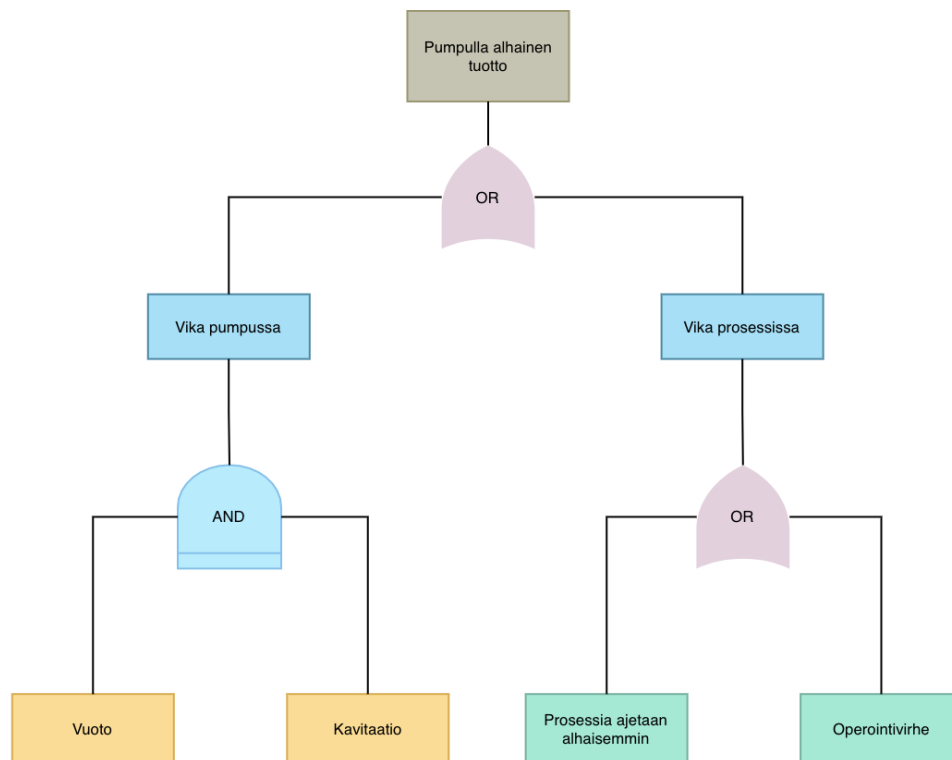 Pumpulla alhainen
tuotto
OR
Vika pumpussa
Vika prosessissa
AND
OR
Vuoto
Kavitaatio
Prosessia ajetaan
alhaisemmin
Operointivirhe